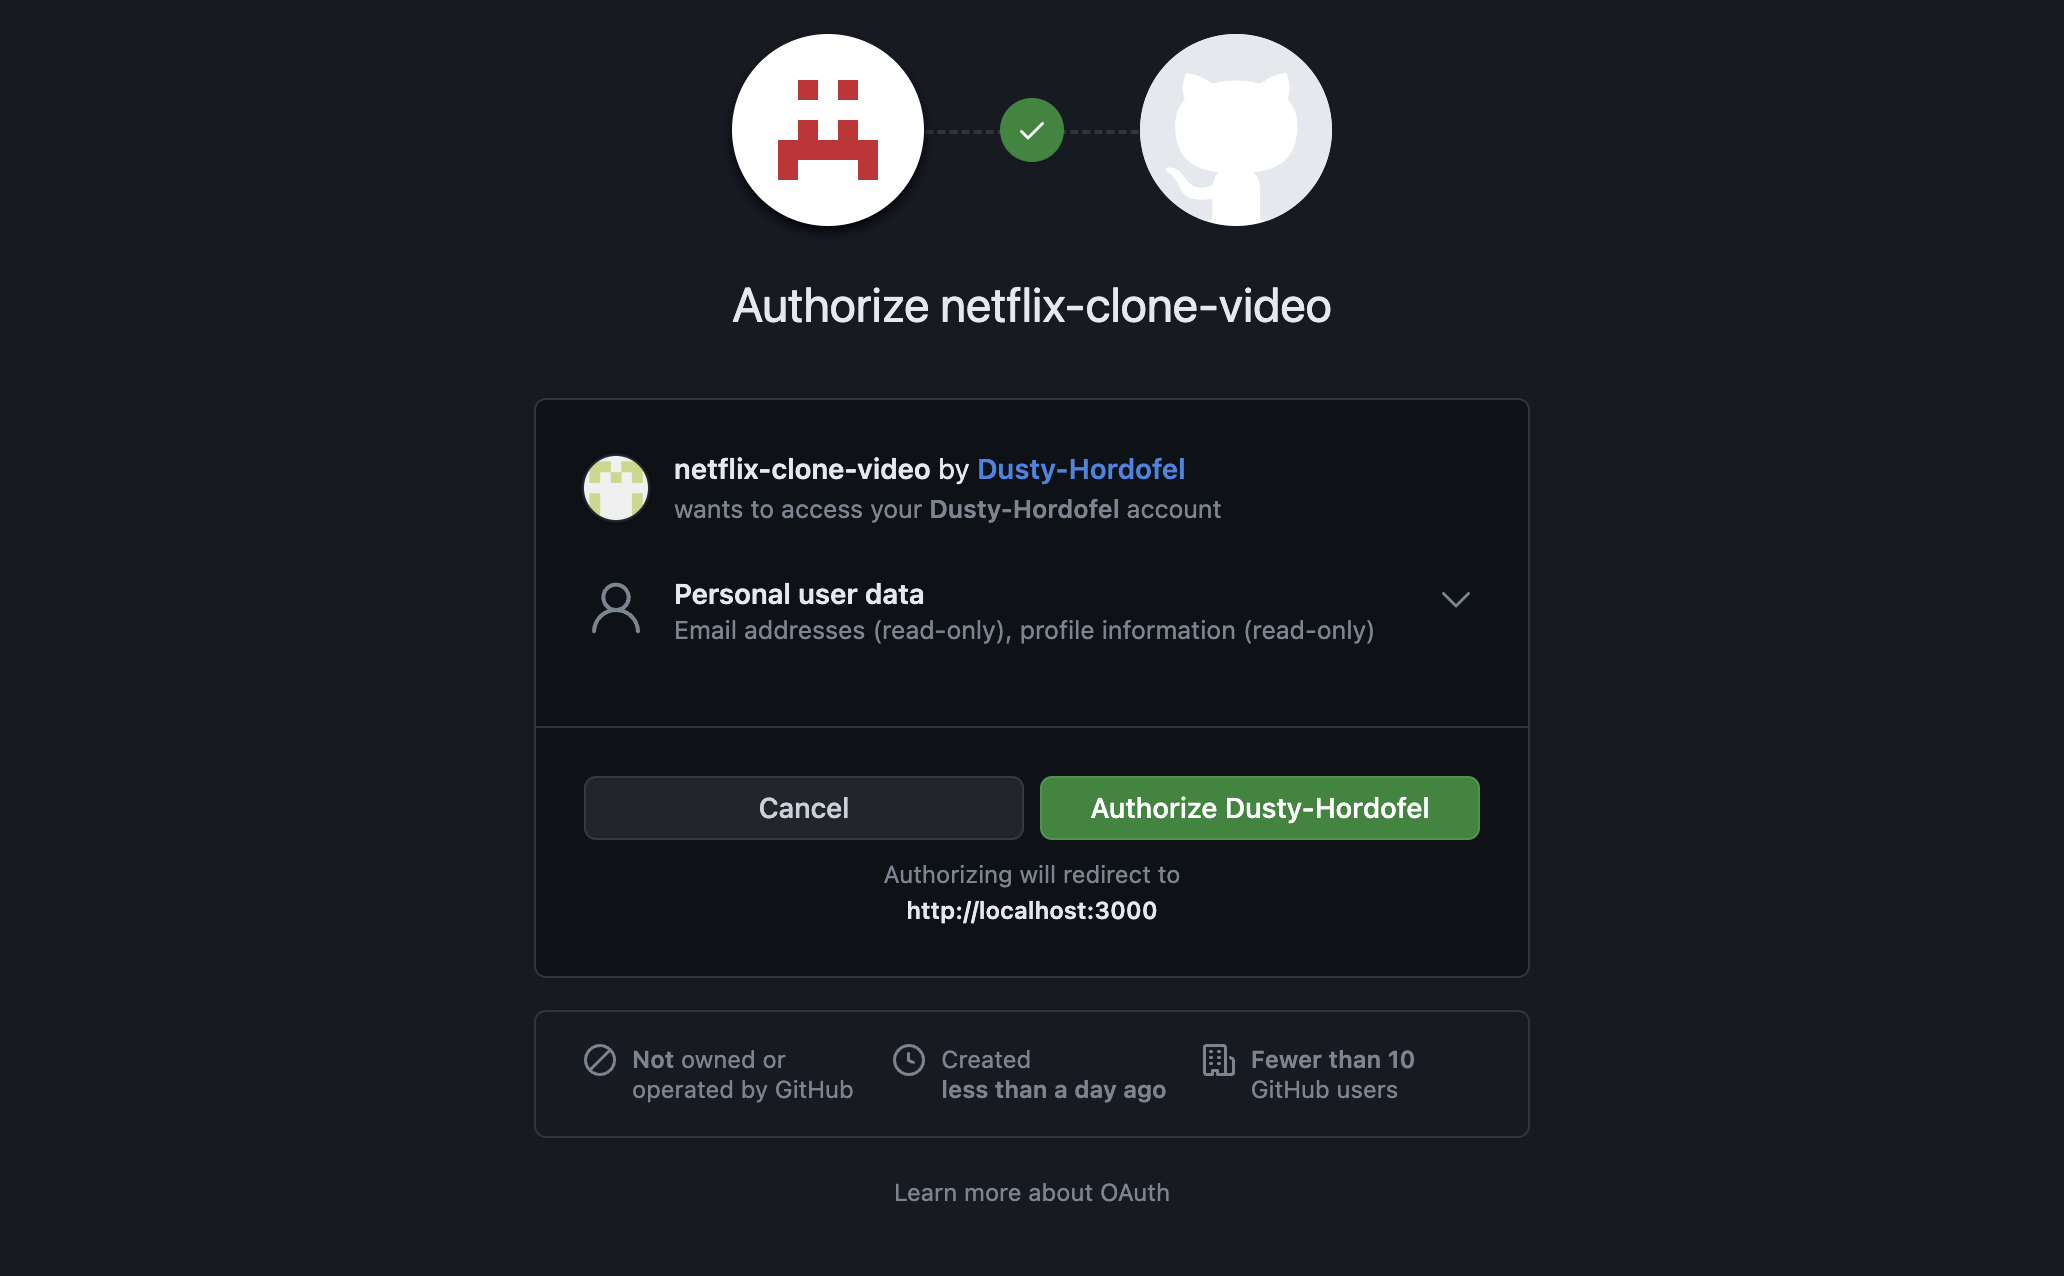 Authorize netflix-clone-video
netflix-clone-video by Dusty-Hordofel
wants to access your Dusty-Hordofel account
Personal user data
Email addresses (read-only), profile information (read-only)
Cancel
Authorize Dusty-Hordofel
Authorizing will redirect to
http://localhost:3000
Not owned or
operated by GitHub
Created
less than a day ago
Fewer than 10
GitHub users
Learn more about OAuth